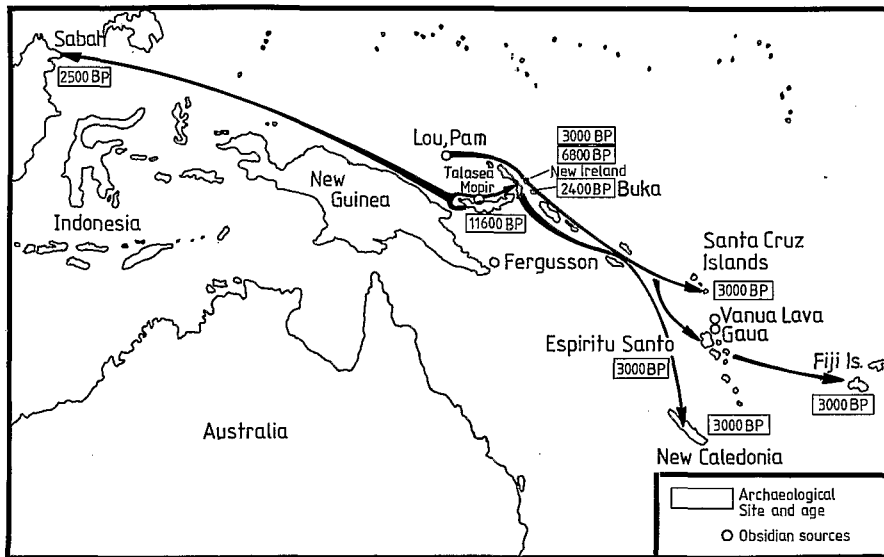 Sabah
2500 BP
Lou, Pam
3000 BP
6800 BP
Talasea
Mopir
New Ireland
2400 BP
Buka
New
Guinea
11600 BP
Indonesia
Fergusson
Santa Cruz
Islands
3000 BP
Vanua Lava
Gaua
Espiritu Santo
3000 BP
Fiji Is.
3000 BP
Australia
3000 BP
New Caledonia
Archaeological
Site and age
Obsidian sources